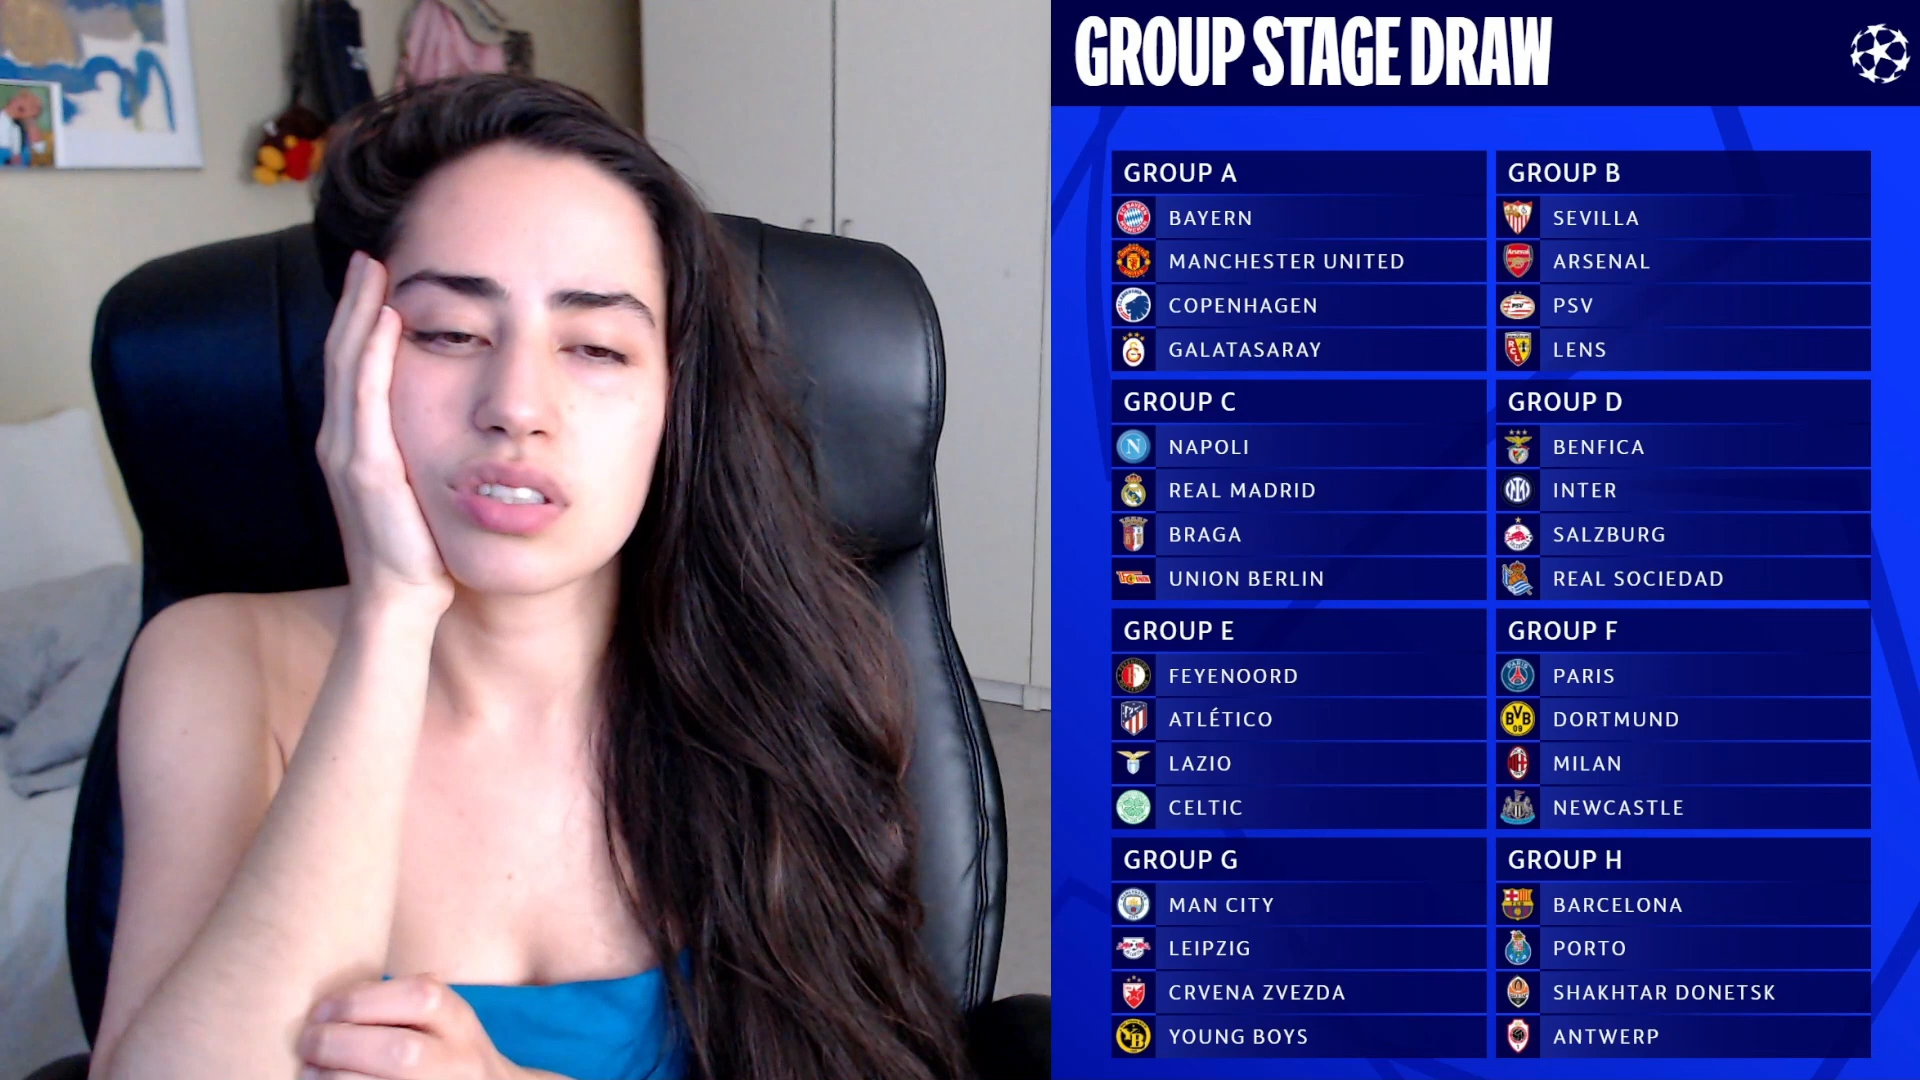 GROUP STAGE DRAW
GROUP A
BAYERN
MANCHESTER UNITED
COPENHAGEN
GALATASARAY
GROUP B
SEVILLA
ARSENAL
PSV
LENS
GROUP C
NAPOLI
REAL MADRID
BRAGA
UNION BERLIN
GROUP D
BENFICA
INTER
SALZBURG
REAL SOCIEDAD
GROUP E
FEYENOORD
ATLÉTICO
LAZIO
CELTIC
GROUP F
PARIS
DORTMUND
MILAN
NEWCASTLE
GROUP G
MAN CITY
LEIPZIG
CRVENA ZVEZDA
YOUNG BOYS
GROUP H
BARCELONA
PORTO
SHAKHTAR DONETSK
ANTWERP